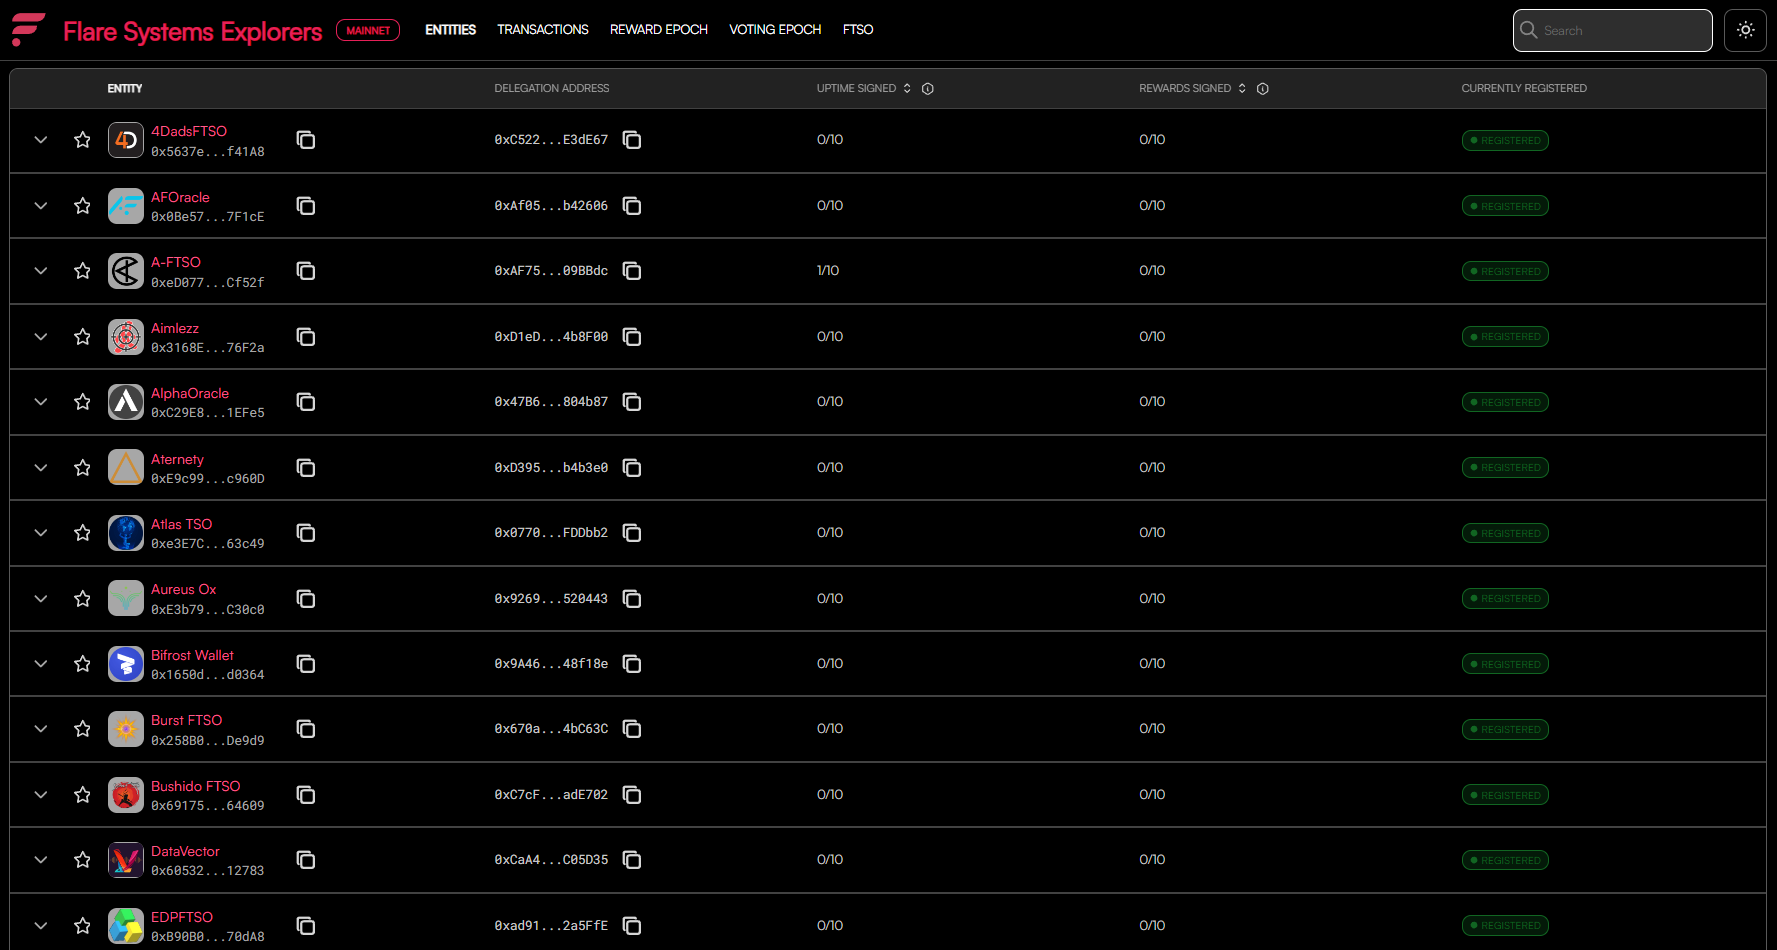 Flare Systems Explorers MAINNET ENTITIES TRANSACTIONS REWARD EPOCH VOTING EPOCH FTSO Search
ENTITY DELEGATION ADDRESS UPTIME SIGNED REWARDS SIGNED CURRENTLY REGISTERED
4DadsFTSO
0x5637e...f41A8 0xC522...E3dE67 0/10 0/10 REGISTERED
AFOracle
0x0Be57...7F1cE 0xAf05...b42606 0/10 0/10 REGISTERED
A-FTSO
0xeD077...Cf52f 0xAF75...09BBdc 1/10 0/10 REGISTERED
Aimlezz
0x3168E...76F2a 0xD1eD...4b8F00 0/10 0/10 REGISTERED
AlphaOracle
0xC29E8...1EFe5 0x47B6...804b87 0/10 0/10 REGISTERED
Aternety
0xE9c99...c960D 0xD395...b4b3e0 0/10 0/10 REGISTERED
Atlas TSO
0xe3E7C...63c49 0x0770...FDDbb2 0/10 0/10 REGISTERED
Aureus Ox
0xE3b79...C30c0 0x9269...520443 0/10 0/10 REGISTERED
Bifrost Wallet
0x1650d...d0364 0x9A46...48f18e 0/10 0/10 REGISTERED
Burst FTSO
0x258B0...De9d9 0x670a...4bC63C 0/10 0/10 REGISTERED
Bushido FTSO
0x69175...64609 0xC7cF...adE702 0/10 0/10 REGISTERED
DataVector
0x60532...12783 0xCaA4...C05D35 0/10 0/10 REGISTERED
EDPFTSO
0xB90B0...70dA8 0xad91...2a5FfE 0/10 0/10 REGISTERED